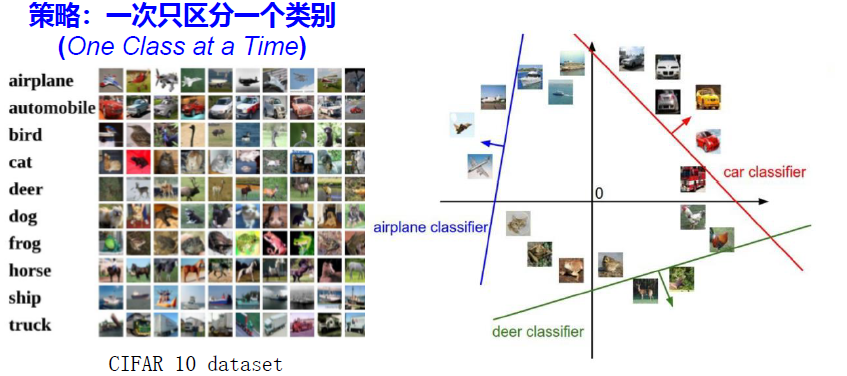 策略：一次只区分一个类别
(One Class at a Time)
airplane
automobile
bird
cat
deer
dog
frog
horse
ship
truck
CIFAR 10 dataset
0
car classifier
airplane classifier
deer classifier